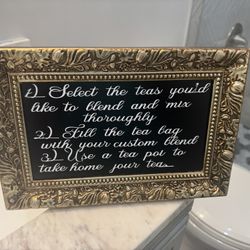 1) Select the teas you'd
like to blend and mix
thoroughly
2) Fill the tea bag
with your custom blend
3) Use a tea pot to
take home your tea